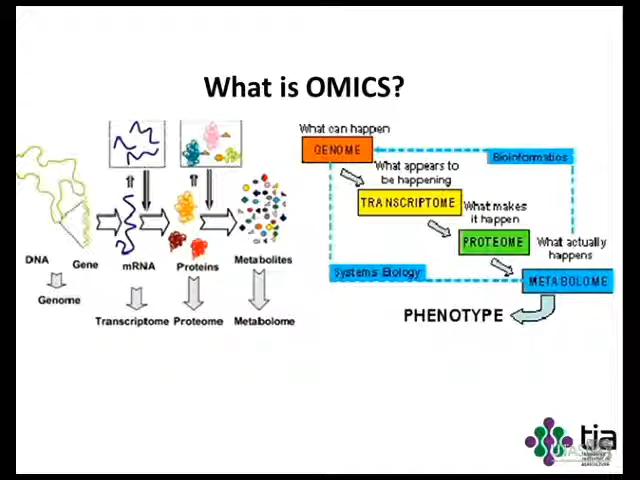 What is OMICS?
DNA
Gene
mRNA
Proteins
Metabolites
Genome
Transcriptome
Proteome
Metabolome
What can happen
GENOME
Bioinformatics
What appears to
be happening
TRANSCRIPTOME
What makes
it happen
PROTEOME
What actually
happens
Systems Biology
METABOLOME
PHENOTYPE
tia